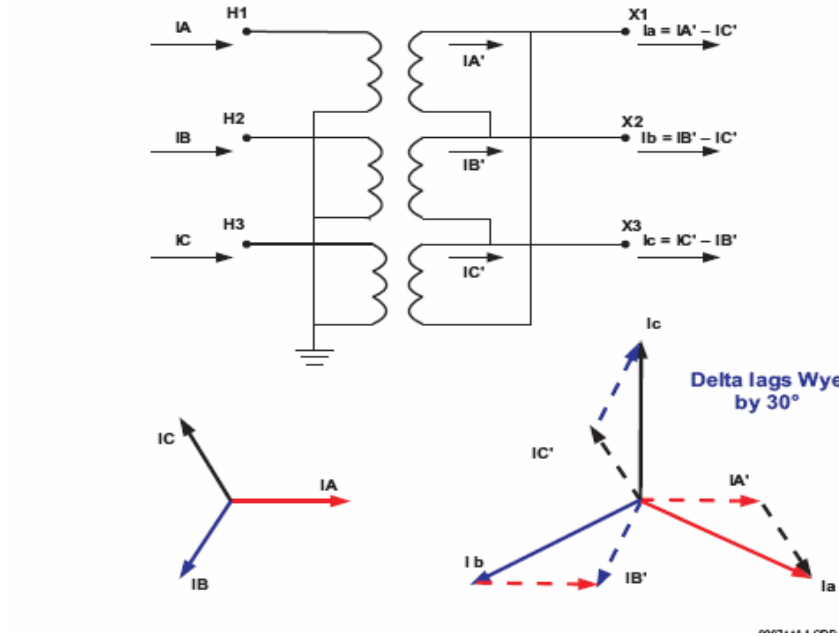 IA
H1
X1
Ia = IA' – IC'
IA'
IB
H2
X2
Ib = IB' – IC'
IB'
IC
H3
X3
Ic = IC' – IB'
IC'
Ic
Delta lags Wye
by 30°
IC
IA
IB
IC'
IA'
Ib
IB'
Ia